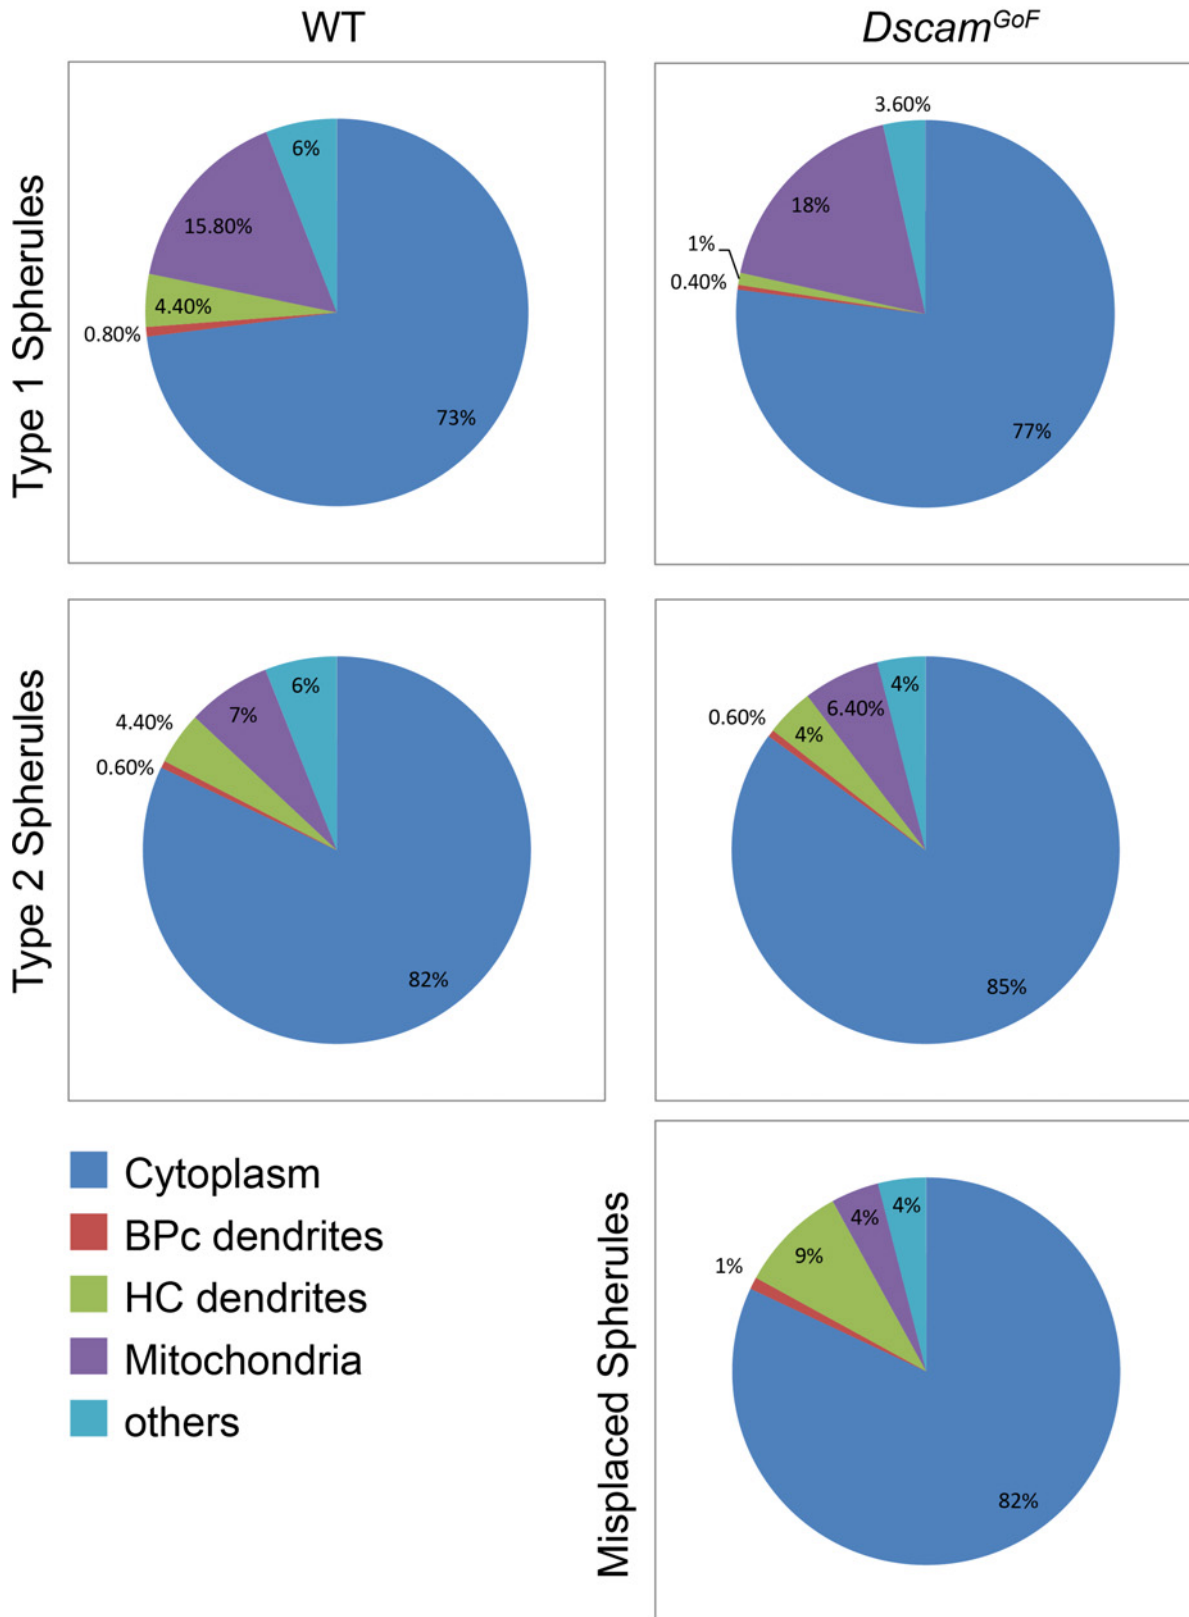 WT
Dscam^GoF
Type 1 Spherules
6%
15.80%
4.40%
0.80%
73%
3.60%
18%
1%
0.40%
77%
Type 2 Spherules
6%
7%
4.40%
0.60%
82%
4%
6.40%
4%
0.60%
85%
Cytoplasm
BPc dendrites
HC dendrites
Mitochondria
others
Misplaced Spherules
4%
4%
9%
1%
82%